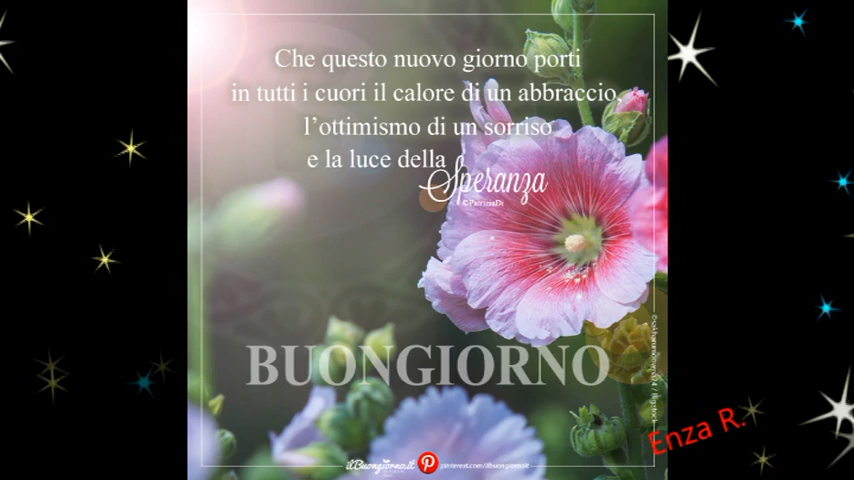 Che questo nuovo giorno porti
in tutti i cuori il calore di un abbraccio,
l'ottimismo di un sorriso
e la luce della Speranza
©PatriziaDi
BUONGIORNO
Enza R.
ilBuongiorno.it
pinterest.com/ilbuongiornoit